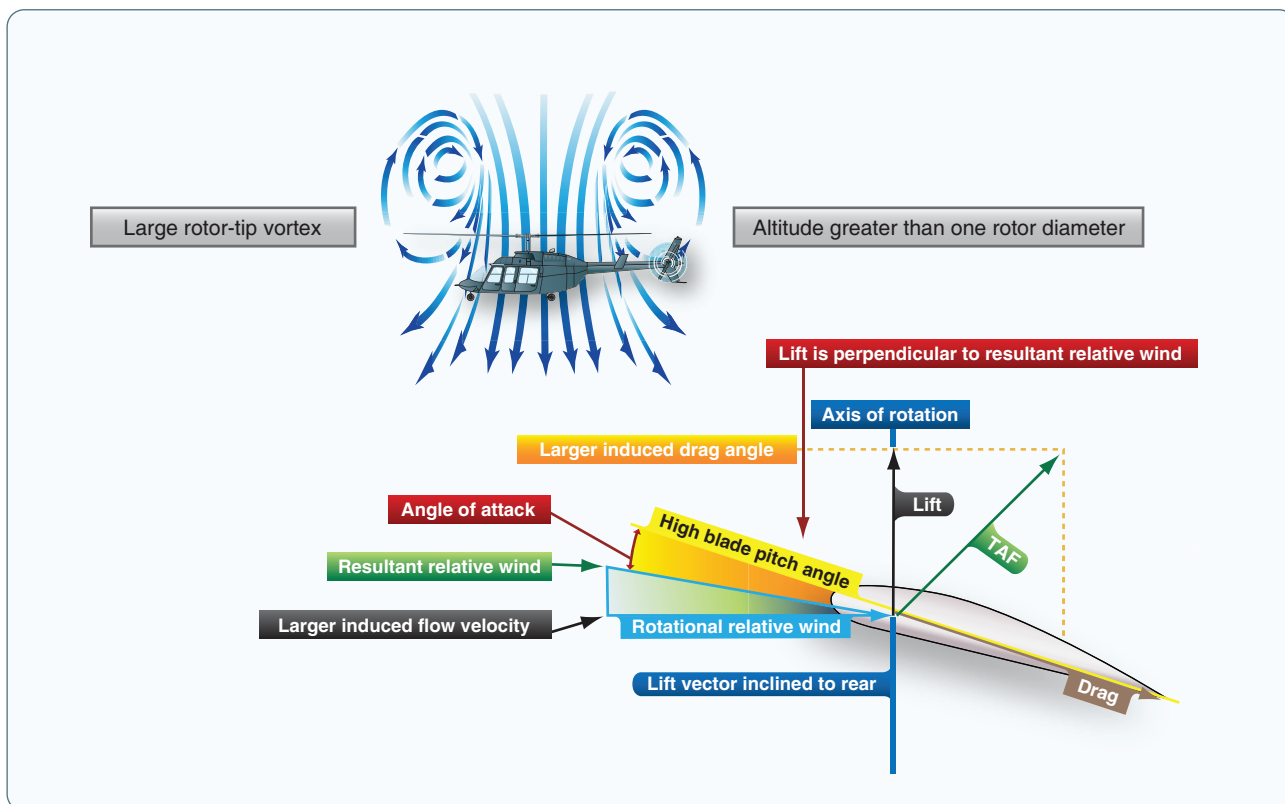 Large rotor-tip vortex
Altitude greater than one rotor diameter
Lift is perpendicular to resultant relative wind
Axis of rotation
Larger induced drag angle
Lift
Angle of attack
High blade pitch angle
TAF
Resultant relative wind
Larger induced flow velocity
Rotational relative wind
Lift vector inclined to rear
Drag